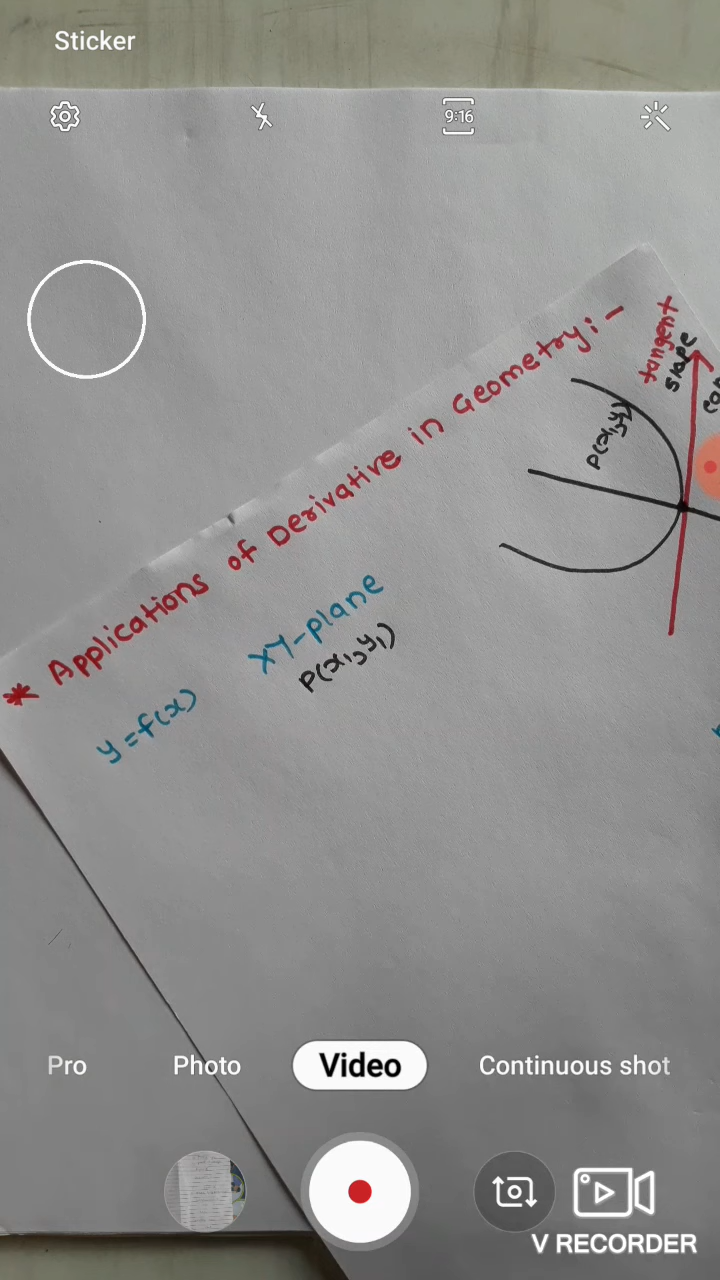 Sticker
9:16
* Applications of Derivative in Geometry:-
tangent
slope
P(x1,y1)
XY-plane
P(x1,y1)
y=f(x)
Pro
Photo
Video
Continuous shot
V RECORDER